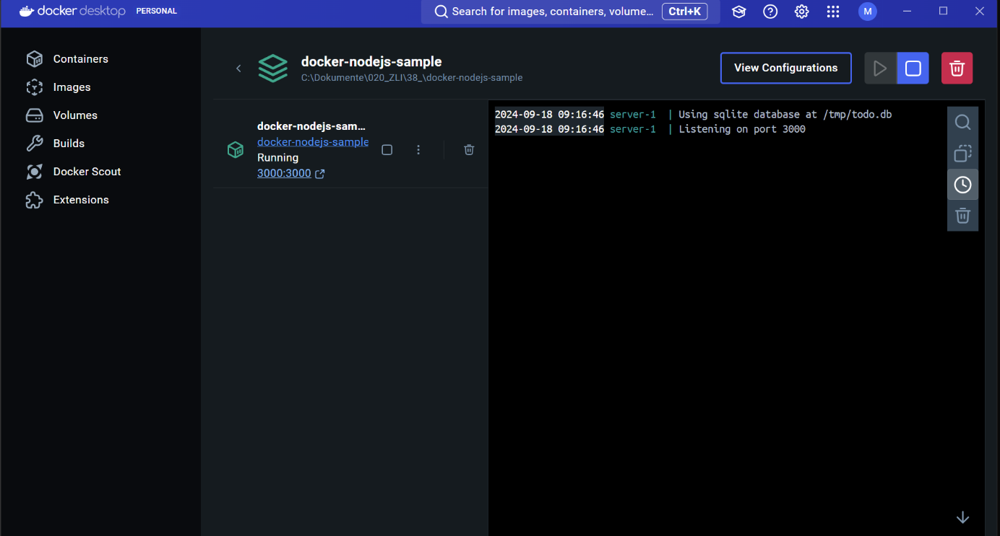 docker desktop PERSONAL
Search for images, containers, volume... Ctrl+K
M
Containers
Images
Volumes
Builds
Docker Scout
Extensions
docker-nodejs-sample
C:\Dokumente\020_ZLI\38_\docker-nodejs-sample
View Configurations
docker-nodejs-sam...
docker-nodejs-sample
Running
3000:3000
2024-09-18 09:16:46 server-1 | Using sqlite database at /tmp/todo.db
2024-09-18 09:16:46 server-1 | Listening on port 3000